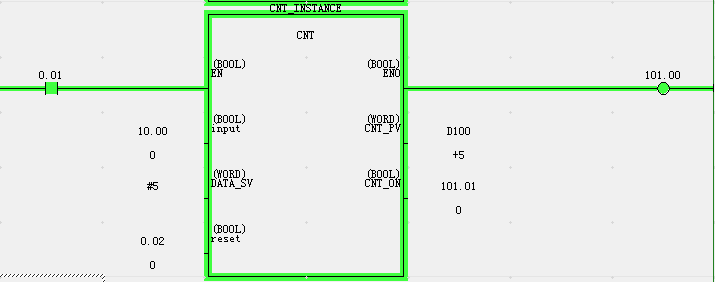 CNT_INSTANCE
CNT
0.01
(BOOL)
EN
(BOOL)
ENO
101.00
10.00
0
(BOOL)
input
(WORD)
CNT_PV
D100
+5
#5
(WORD)
DATA_SV
(BOOL)
CNT_ON
101.01
0
0.02
0
(BOOL)
reset